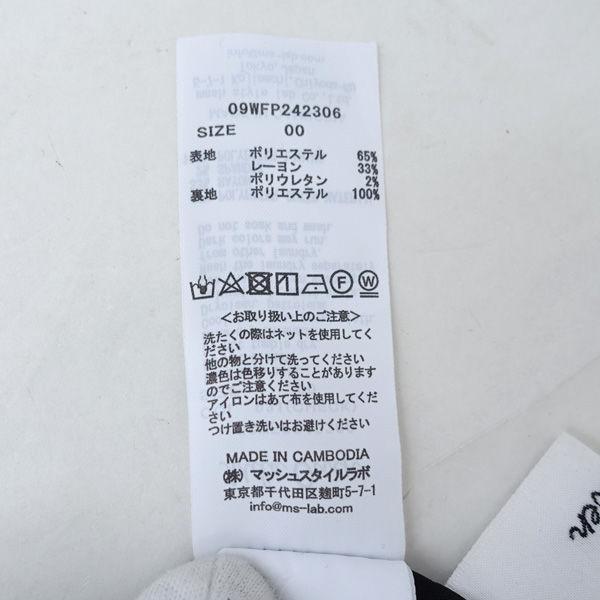 09WFP242306
SIZE 00
表地 ポリエステル 65%
レーヨン 33%
ポリウレタン 2%
裏地 ポリエステル 100%
F W
<お取り扱い上のご注意>
洗たくの際はネットを使用してく
ださい
他の物と分けて洗ってください
濃色は色移りすることがあります
のでご注意ください
アイロンはあて布を使用してくだ
さい
つけ置き洗いはお避けください
MADE IN CAMBODIA
(株) マッシュスタイルラボ
東京都千代田区麹町5-7-1
info@ms-lab.com